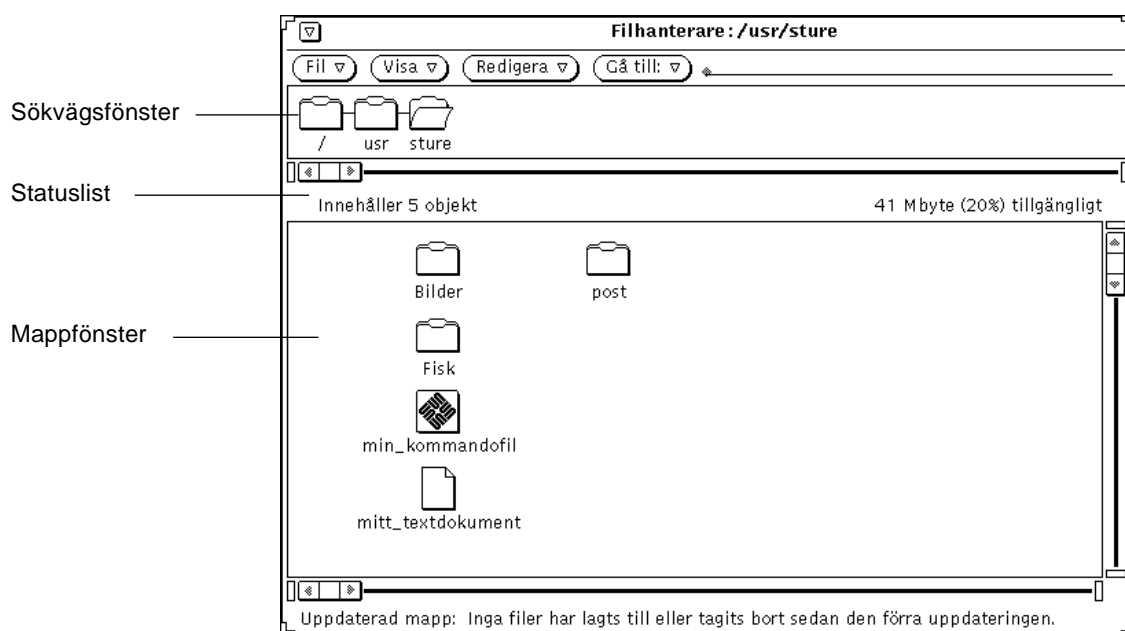 Filhanterare:/usr/sture
Fil Visa Redigera Gå till:
Sökvägsfönster
/ usr sture
Statuslist
Innehåller 5 objekt 41 Mbyte (20%) tillgängligt
Bilder post
Mappfönster
Fisk
min_kommandofil
mitt_textdokument
Uppdaterad mapp: Inga filer har lagts till eller tagits bort sedan den förra uppdateringen.